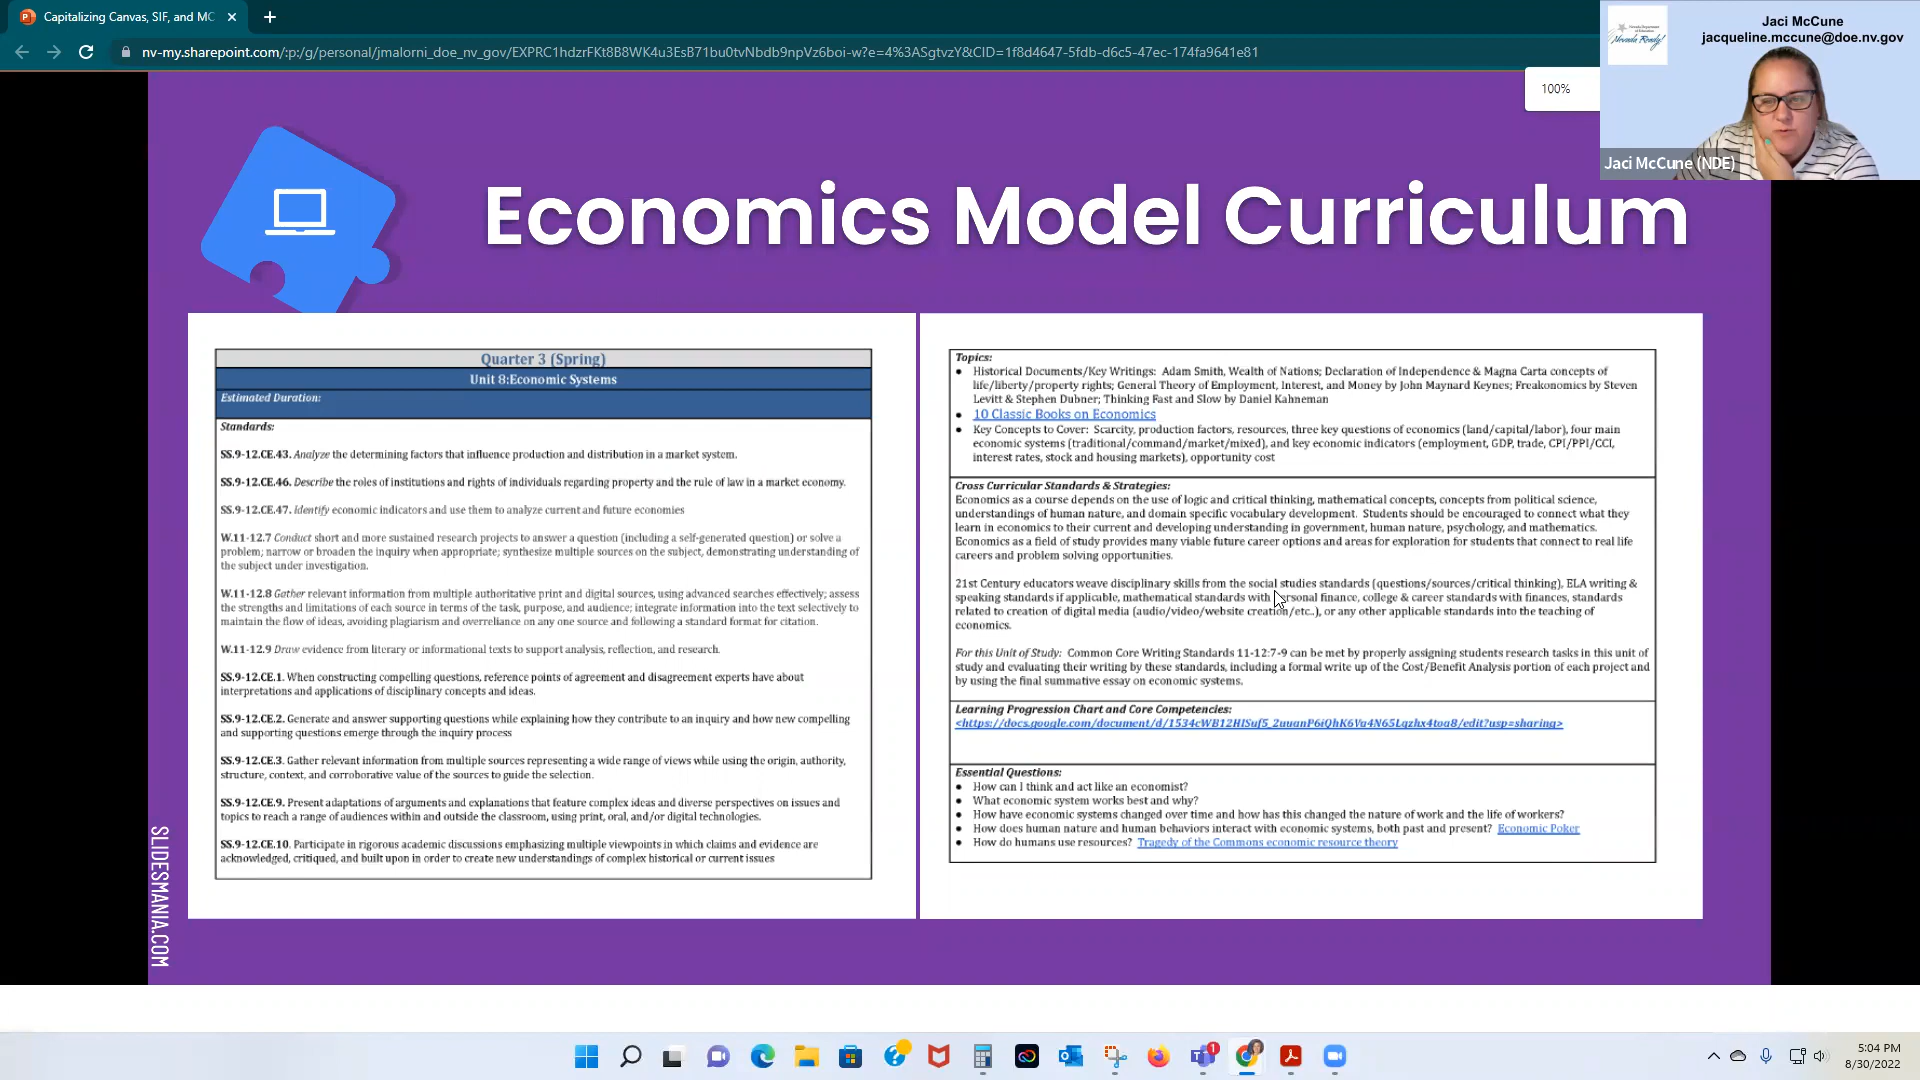 Capitalizing Canvas, SIF, and MC
nv-my.sharepoint.com/:p:/g/personal/jmalorni_doe_nv_gov/EXPRC1hdzrFKt8B8WK4u3EsB71bu0tvNbdb9npVz6boi-w?e=4%3ASgtvzY&CID=1f8d4647-5fdb-d6c5-47ec-174fa9641e81
100%
Nevada Department of Education
Nevada Ready!
Jaci McCune
jacqueline.mccune@doe.nv.gov
Jaci McCune (NDE)
Economics Model Curriculum
Quarter 3 (Spring)
Unit 8:Economic Systems
Estimated Duration:
Standards:
SS.9-12.CE.43. Analyze the determining factors that influence production and distribution in a market system.
SS.9-12.CE.46. Describe the roles of institutions and rights of individuals regarding property and the rule of law in a market economy.
SS.9-12.CE.47. Identify economic indicators and use them to analyze current and future economies
W.11-12.7 Conduct short and more sustained research projects to answer a question (including a self-generated question) or solve a
problem; narrow or broaden the inquiry when appropriate; synthesize multiple sources on the subject, demonstrating understanding of
the subject under investigation.
W.11-12.8 Gather relevant information from multiple authoritative print and digital sources, using advanced searches effectively; assess
the strengths and limitations of each source in terms of the task, purpose, and audience; integrate information into the text selectively to
maintain the flow of ideas, avoiding plagiarism and overreliance on any one source and following a standard format for citation.
W.11-12.9 Draw evidence from literary or informational texts to support analysis, reflection, and research.
SS.9-12.CE.1. When constructing compelling questions, reference points of agreement and disagreement experts have about
interpretations and applications of disciplinary concepts and ideas.
SS.9-12.CE.2. Generate and answer supporting questions while explaining how they contribute to an inquiry and how new compelling
and supporting questions emerge through the inquiry process
SS.9-12.CE.3. Gather relevant information from multiple sources representing a wide range of views while using the origin, authority,
structure, context, and corroborative value of the sources to guide the selection.
SS.9-12.CE.9. Present adaptations of arguments and explanations that feature complex ideas and diverse perspectives on issues and
topics to reach a range of audiences within and outside the classroom, using print, oral, and/or digital technologies.
SS.9-12.CE.10. Participate in rigorous academic discussions emphasizing multiple viewpoints in which claims and evidence are
acknowledged, critiqued, and built upon in order to create new understandings of complex historical or current issues
Topics:
• Historical Documents/Key Writings: Adam Smith, Wealth of Nations; Declaration of Independence & Magna Carta concepts of
life/liberty/property rights; General Theory of Employment, Interest, and Money by John Maynard Keynes; Freakonomics by Steven
Levitt & Stephen Dubner; Thinking Fast and Slow by Daniel Kahneman
• 10 Classic Books on Economics
• Key Concepts to Cover: Scarcity, production factors, resources, three key questions of economics (land/capital/labor), four main
economic systems (traditional/command/market/mixed), and key economic indicators (employment, GDP, trade, CPI/PPI/CCI,
interest rates, stock and housing markets), opportunity cost
Cross Curricular Standards & Strategies:
Economics as a course depends on the use of logic and critical thinking, mathematical concepts, concepts from political science,
understandings of human nature, and domain specific vocabulary development. Students should be encouraged to connect what they
learn in economics to their current and developing understanding in government, human nature, psychology, and mathematics.
Economics as a field of study provides many viable future career options and areas for exploration for students that connect to real life
careers and problem solving opportunities.
21st Century educators weave disciplinary skills from the social studies standards (questions/sources/critical thinking), ELA writing &
speaking standards if applicable, mathematical standards with personal finance, college & career standards with finances, standards
related to creation of digital media (audio/video/website creation/etc..), or any other applicable standards into the teaching of
economics.
For this Unit of Study: Common Core Writing Standards 11-12:7-9 can be met by properly assigning students research tasks in this unit of
study and evaluating their writing by these standards, including a formal write up of the Cost/Benefit Analysis portion of each project and
by using the final summative essay on economic systems.
Learning Progression Chart and Core Competencies:
<https://docs.google.com/document/d/1534cWB12HISuf5_2uuanP6iQhK6Va4N65Lqzhx4toa8/edit?usp=sharing>
Essential Questions:
• How can I think and act like an economist?
• What economic system works best and why?
• How have economic systems changed over time and how has this changed the nature of work and the life of workers?
• How does human nature and human behaviors interact with economic systems, both past and present? Economic Poker
• How do humans use resources? Tragedy of the Commons economic resource theory
SLIDESMANIA.COM
1
5:04 PM
8/30/2022